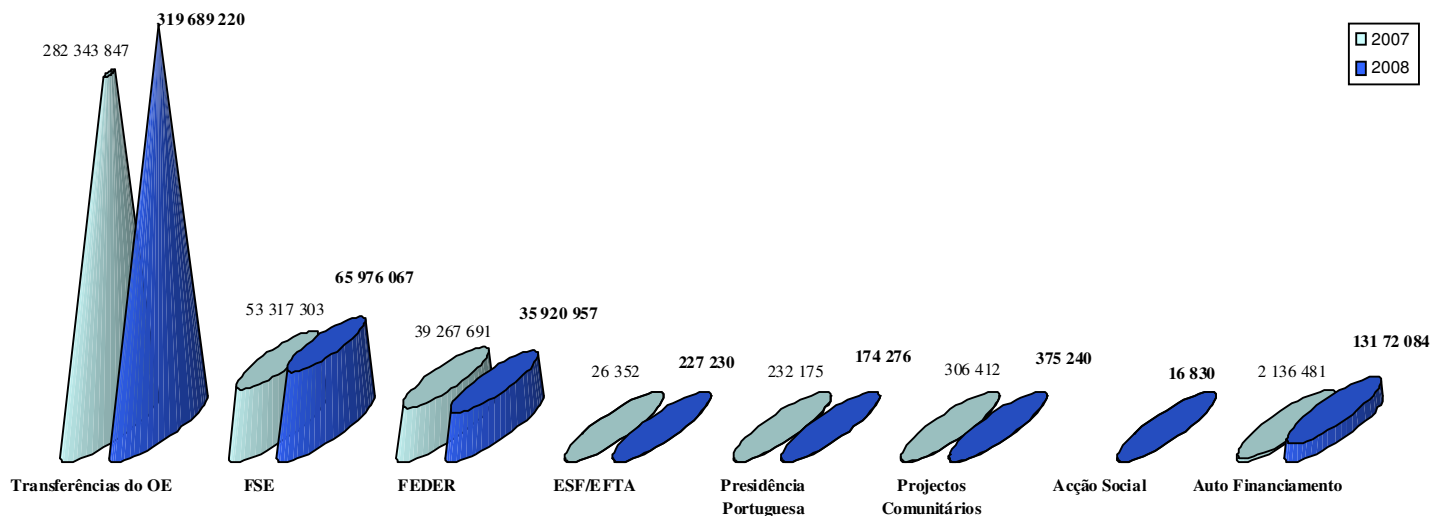 319 689 220
282 343 847
2007
2008
65 976 067
53 317 303
39 267 691
35 920 957
26 352
227 230
232 175
174 276
306 412
375 240
16 830
2 136 481
131 72 084
Transferências do OE
FSE
FEDER
ESF/EFTA
Presidência
Portuguesa
Projectos
Comunitários
Acção Social
Auto Financiamento